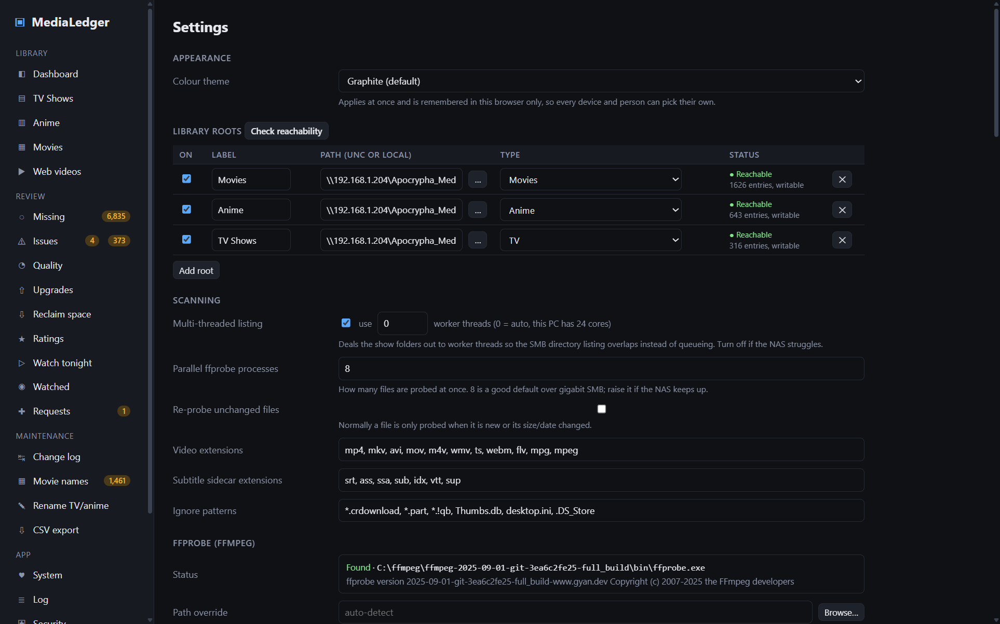 MediaLedger
LIBRARY
Dashboard
TV Shows
Anime
Movies
Web videos
REVIEW
Missing 6,835
Issues 4 373
Quality
Upgrades
Reclaim space
Ratings
Watch tonight
Watched
Requests 1
MAINTENANCE
Change log
Movie names 1,461
Rename TV/anime
CSV export
APP
System
Log
Security
Settings
APPEARANCE
Colour theme Graphite (default)
Applies at once and is remembered in this browser only, so every device and person can pick their own.
LIBRARY ROOTS Check reachability
ON LABEL PATH (UNC OR LOCAL) TYPE STATUS
Movies \\192.168.1.204\Apocrypha_Med ... Movies ● Reachable
1626 entries, writable
Anime \\192.168.1.204\Apocrypha_Med ... Anime ● Reachable
643 entries, writable
TV Shows \\192.168.1.204\Apocrypha_Med ... TV ● Reachable
316 entries, writable
Add root
SCANNING
Multi-threaded listing use 0 worker threads (0 = auto, this PC has 24 cores)
Deals the show folders out to worker threads so the SMB directory listing overlaps instead of queueing. Turn off if the NAS struggles.
Parallel ffprobe processes 8
How many files are probed at once. 8 is a good default over gigabit SMB; raise it if the NAS keeps up.
Re-probe unchanged files
Normally a file is only probed when it is new or its size/date changed.
Video extensions mp4, mkv, avi, mov, m4v, wmv, ts, webm, flv, mpg, mpeg
Subtitle sidecar extensions srt, ass, ssa, sub, idx, vtt, sup
Ignore patterns *.crdownload, *.part, *.!qb, Thumbs.db, desktop.ini, .DS_Store
FFPROBE (FFMPEG)
Status Found · C:\ffmpeg\ffmpeg-2025-09-01-git-3ea6c2fe25-full_build\bin\ffprobe.exe
ffprobe version 2025-09-01-git-3ea6c2fe25-full_build-www.gyan.dev Copyright (c) 2007-2025 the FFmpeg developers
Path override auto-detect Browse...